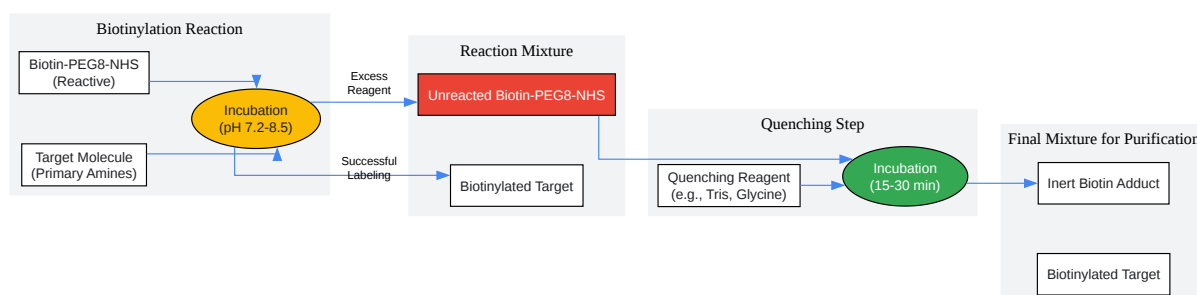 Biotinylation Reaction
Biotin-PEG8-NHS
(Reactive)
Target Molecule
(Primary Amines)
Incubation
(pH 7.2-8.5)
Excess
Reagent
Successful
Labeling
Reaction Mixture
Unreacted Biotin-PEG8-NHS
Biotinylated Target
Quenching Step
Quenching Reagent
(e.g., Tris, Glycine)
Incubation
(15-30 min)
Final Mixture for Purification
Inert Biotin Adduct
Biotinylated Target